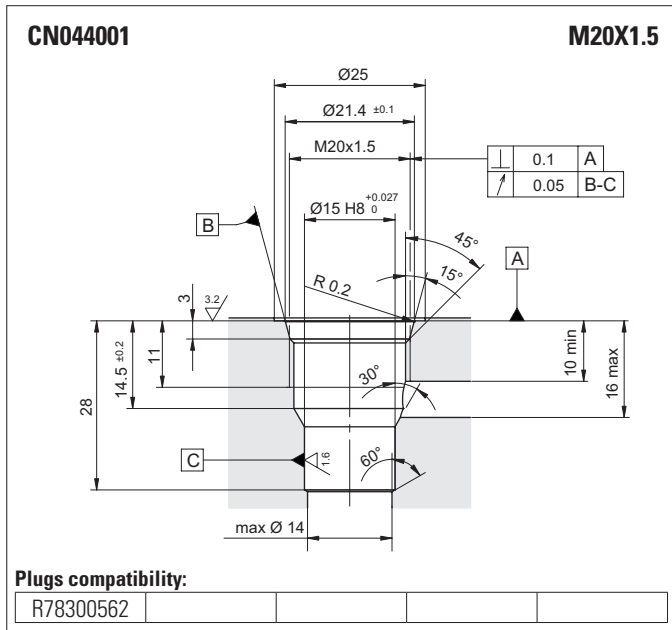 CN044001 M20X1.5
Ø25
Ø21.4 ±0.1
M20x1.5
⊥ 0.1 A
↗ 0.05 B-C
Ø15 H8 +0.027 0
B
45°
15°
A
R 0.2
3
3.2
14.5 ±0.2
11
28
30°
10 min
16 max
C
1.6
60°
max Ø 14
Plugs compatibility:
R78300562